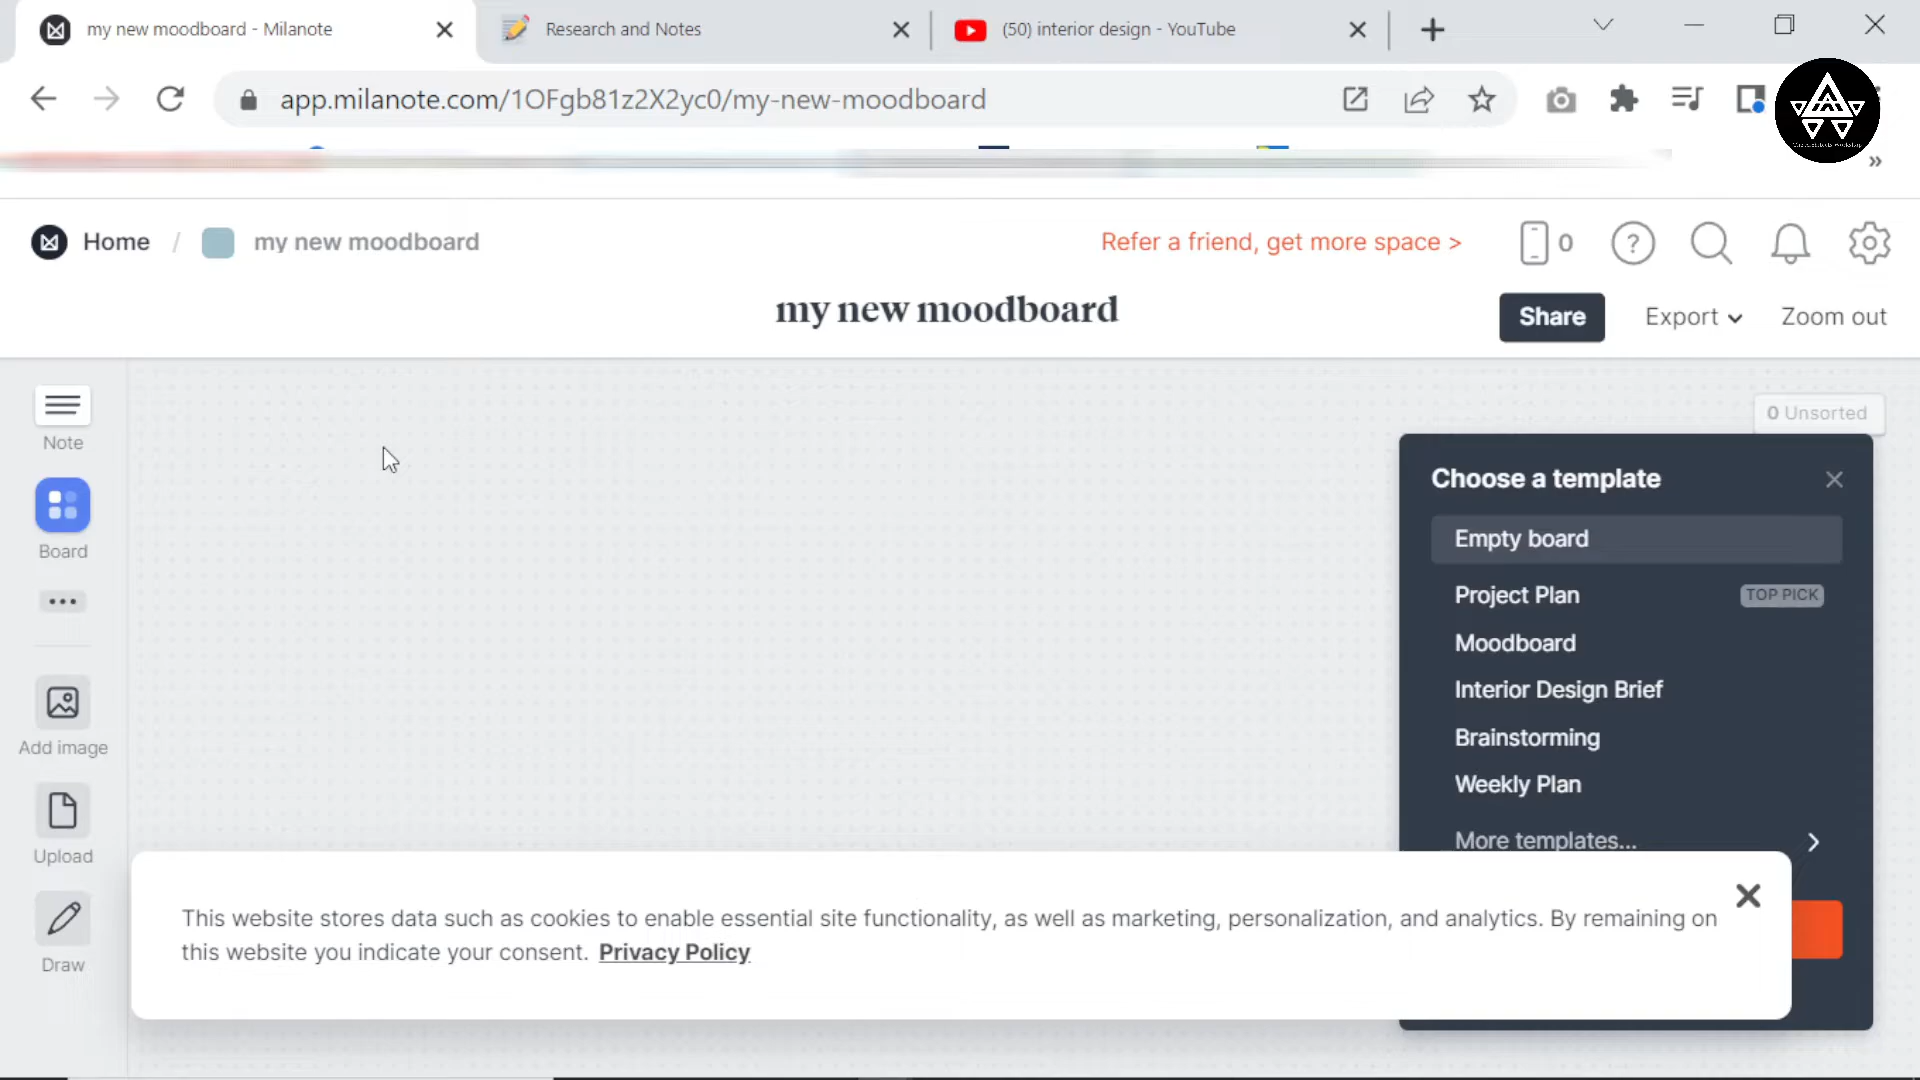 my new moodboard - Milanote
Research and Notes
(50) interior design - YouTube
app.milanote.com/1OFgb81z2X2yc0/my-new-moodboard
»
Home / my new moodboard
Refer a friend, get more space >
0
?
my new moodboard
Share
Export
Zoom out
Note
Board
Add image
Upload
Draw
0 Unsorted
Choose a template
Empty board
Project Plan
TOP PICK
Moodboard
Interior Design Brief
Brainstorming
Weekly Plan
More templates...
This website stores data such as cookies to enable essential site functionality, as well as marketing, personalization, and analytics. By remaining on
this website you indicate your consent. Privacy Policy